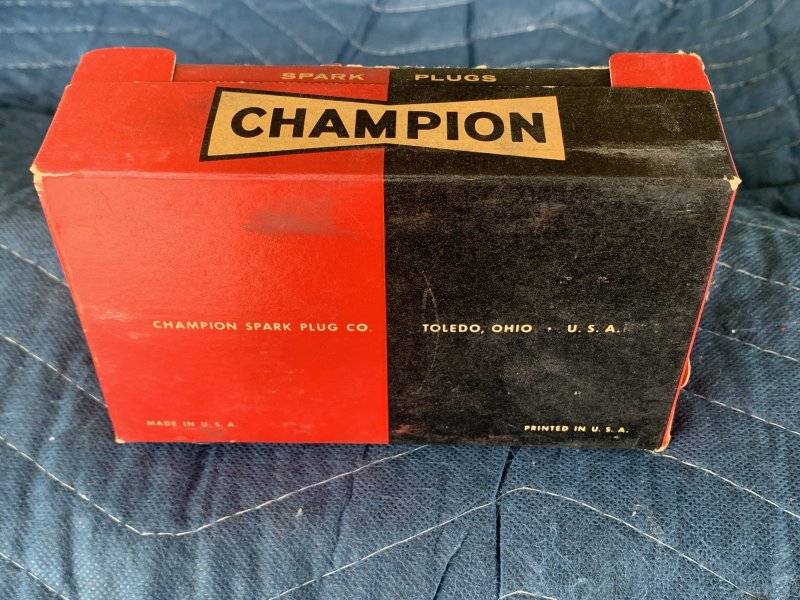 SPARK PLUGS
CHAMPION
CHAMPION SPARK PLUG CO. TOLEDO, OHIO · U. S. A.
MADE IN U. S. A. PRINTED IN U. S. A.